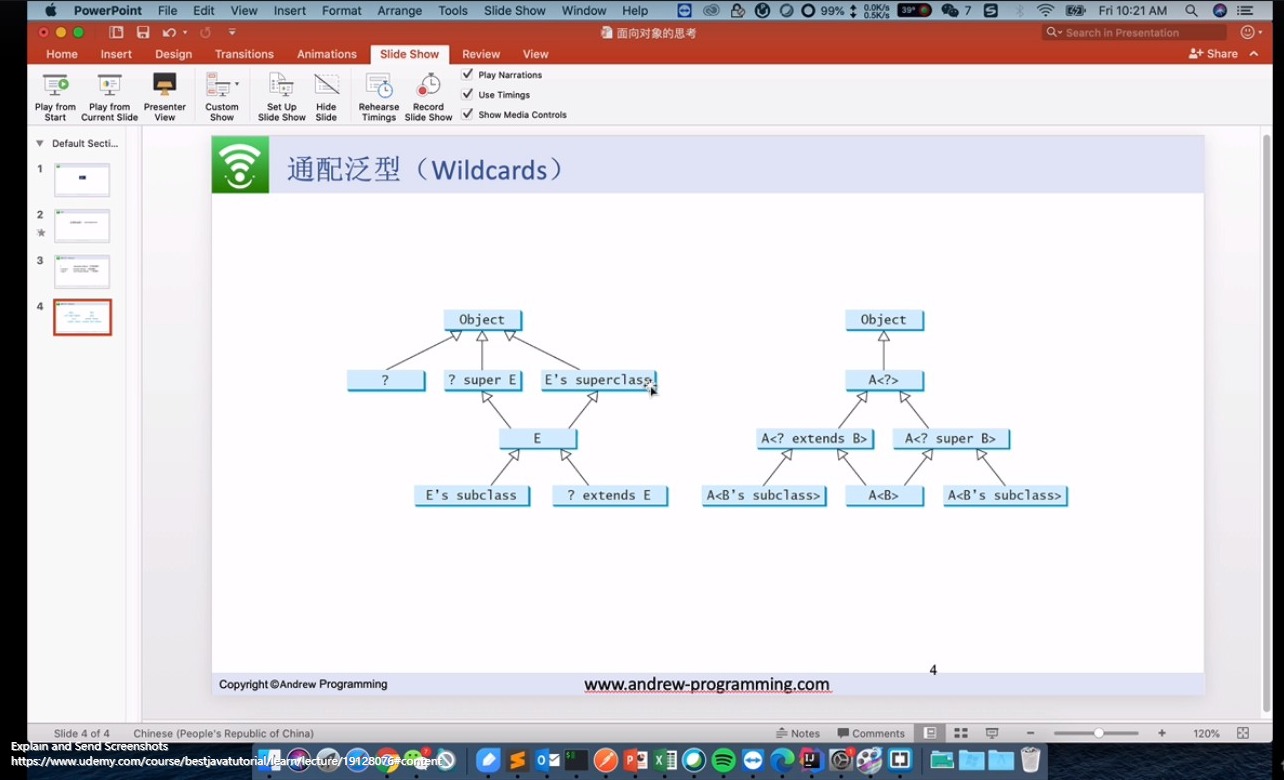 PowerPoint File Edit View Insert Format Arrange Tools Slide Show Window Help 99% 0.0K/s 0.5K/s 39° 7 Fri 10:21 AM
面向对象的思考
Search in Presentation
Home Insert Design Transitions Animations Slide Show Review View
Share
Play from Start
Play from Current Slide
Presenter View
Custom Show
Set Up Slide Show
Hide Slide
Rehearse Timings
Record Slide Show
Play Narrations
Use Timings
Show Media Controls
Default Secti...
1
2
3
4
通配泛型（Wildcards）
Object
? ? super E E's superclass
E
E's subclass ? extends E
Object
A<?>
A<? extends B> A<? super B>
A<B's subclass> A<B> A<B's subclass>
4
Copyright ©Andrew Programming www.andrew-programming.com
Slide 4 of 4 Chinese (People's Republic of China) Notes Comments 120%
Explain and Send Screenshots
https://www.udemy.com/course/bestjavatutorial/learn/lecture/19128076#content